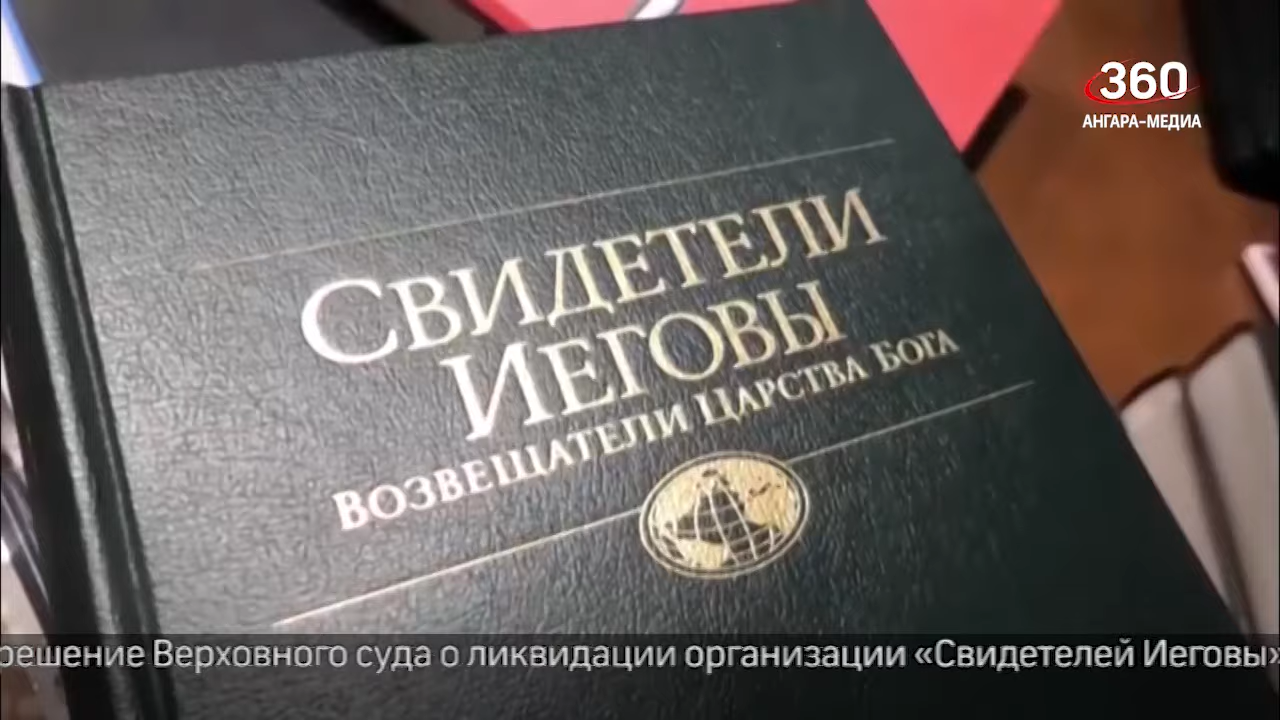 360
АНГАРА-МЕДИА
СВИДЕТЕЛИ
ИЕГОВЫ
ВОЗВЕЩАТЕЛИ ЦАРСТВА БОГА
решение Верховного суда о ликвидации организации «Свидетелей Иеговы»